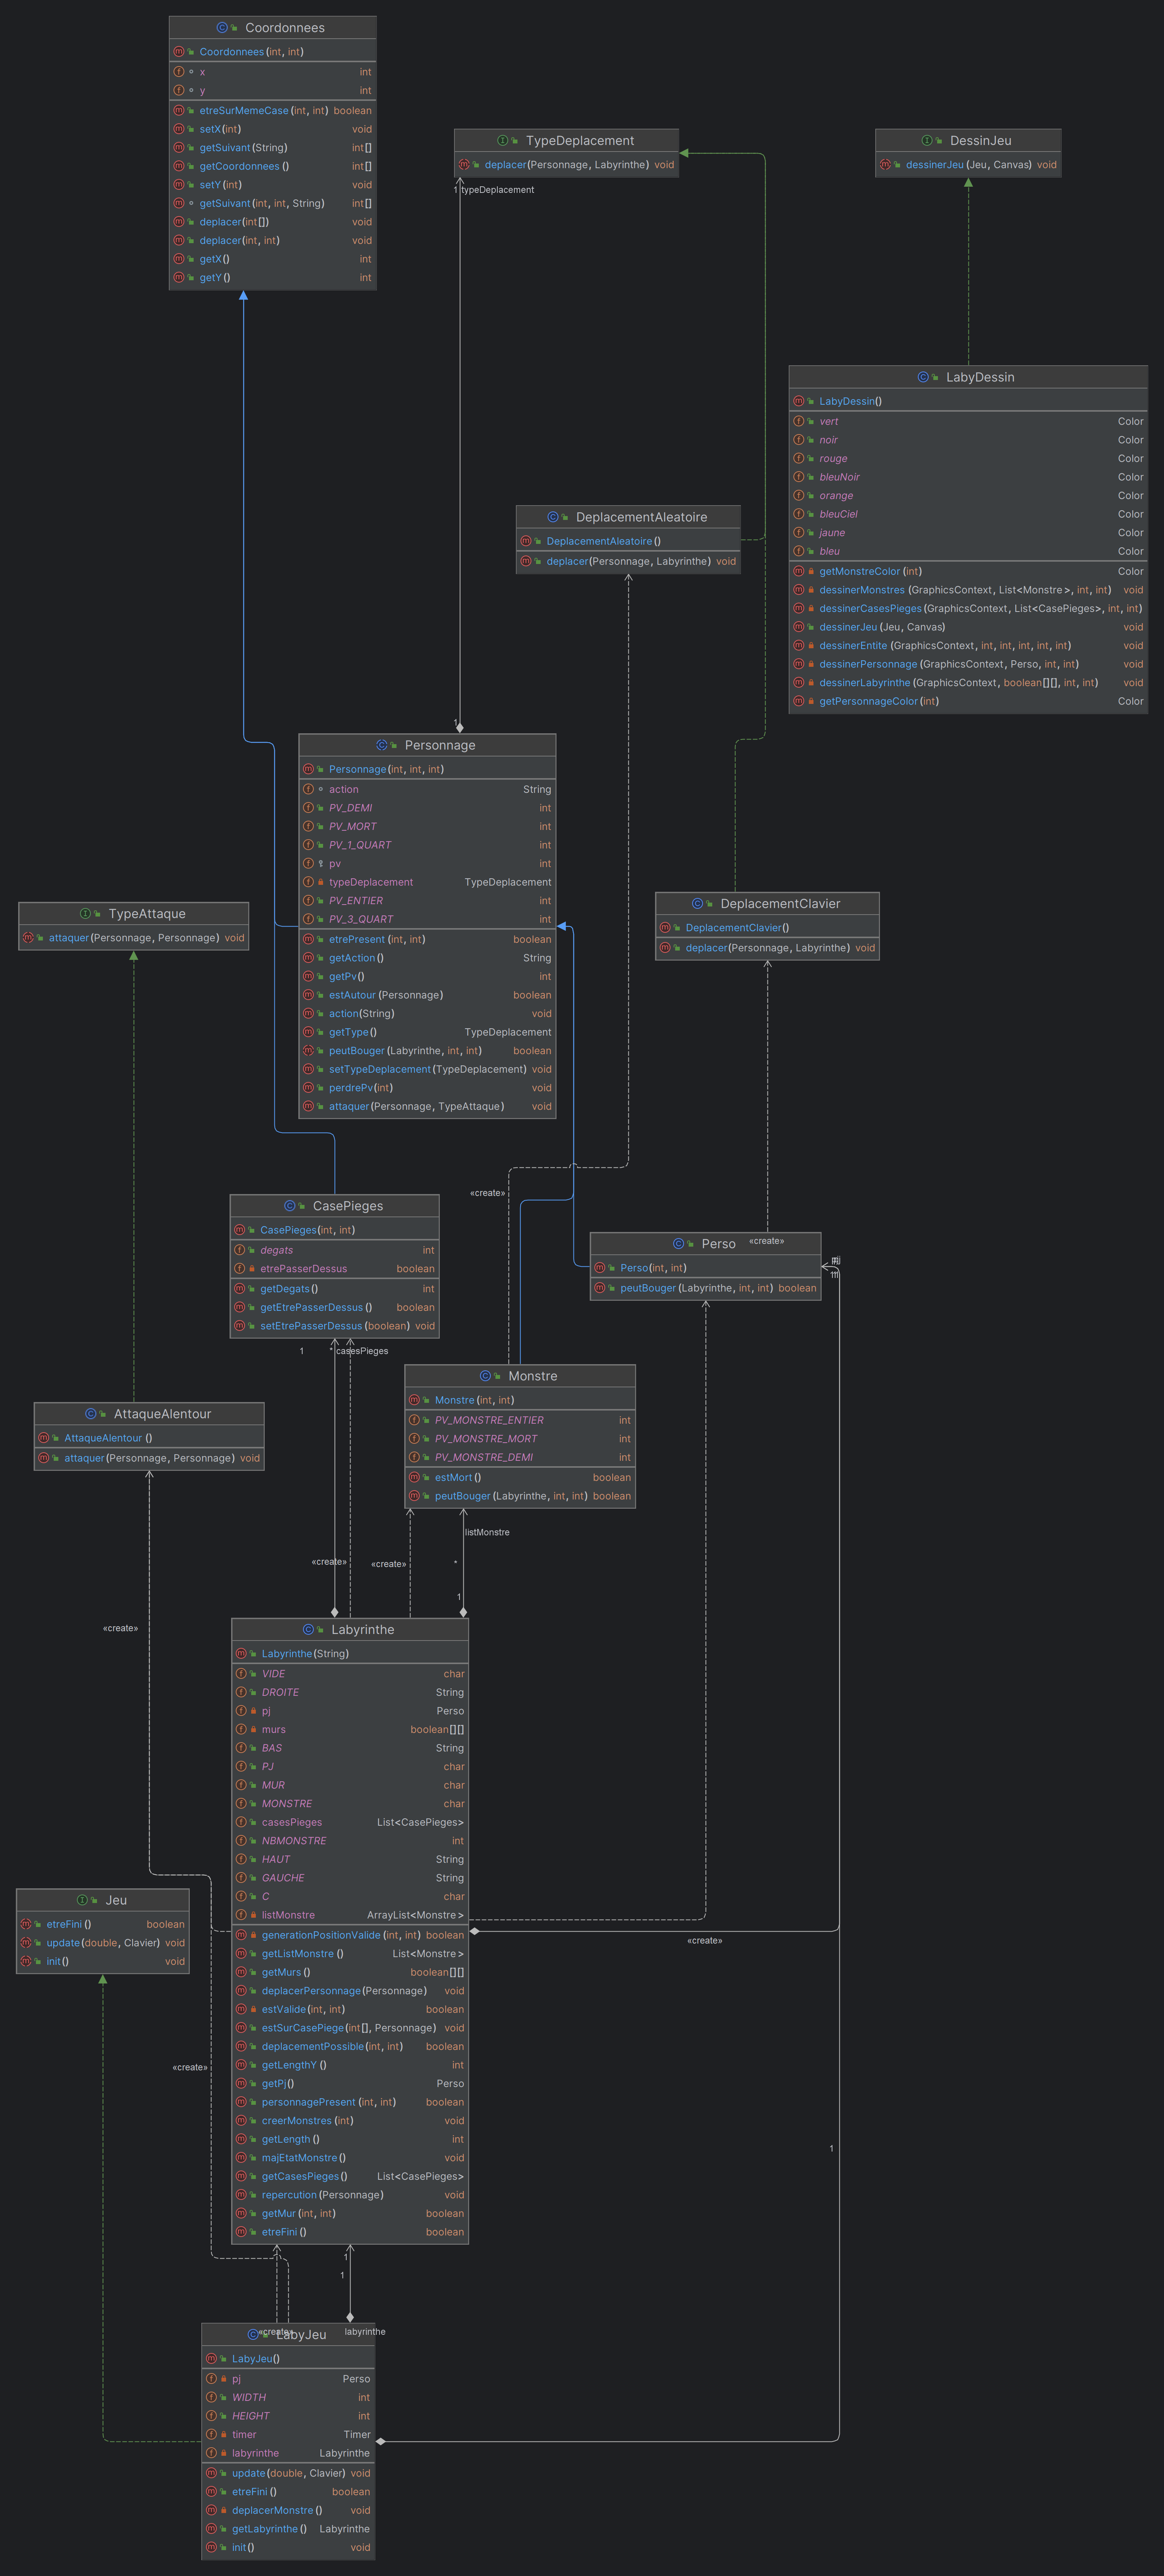 Coordonnees
Coordonnees(int, int)
x int
y int
etreSurMemeCase(int, int) boolean
setX(int) void
getSuivant(String) int[]
getCoordonnees() int[]
setY(int) void
getSuivant(int, int, String) int[]
deplacer(int[]) void
deplacer(int, int) void
getX() int
getY() int
TypeDeplacement
deplacer(Personnage, Labyrinthe) void
1 typeDeplacement
DessinJeu
dessinerJeu(Jeu, Canvas) void
LabyDessin
LabyDessin()
vert Color
noir Color
rouge Color
bleuNoir Color
orange Color
bleuCiel Color
jaune Color
bleu Color
getMonstreColor(int) Color
dessinerMonstres(GraphicsContext, List<Monstre>, int, int) void
dessinerCasesPieges(GraphicsContext, List<CasePieges>, int, int)
dessinerJeu(Jeu, Canvas) void
dessinerEntite(GraphicsContext, int, int, int, int, int) void
dessinerPersonnage(GraphicsContext, Perso, int, int) void
dessinerLabyrinthe(GraphicsContext, boolean[][], int, int) void
getPersonnageColor(int) Color
DeplacementAleatoire
DeplacementAleatoire()
deplacer(Personnage, Labyrinthe) void
1
Personnage
Personnage(int, int, int)
action String
PV_DEMI int
PV_MORT int
PV_1_QUART int
pv int
typeDeplacement TypeDeplacement
PV_ENTIER int
PV_3_QUART int
etrePresent(int, int) boolean
getAction() String
getPv() int
estAutour(Personnage) boolean
action(String) void
getType() TypeDeplacement
peutBouger(Labyrinthe, int, int) boolean
setTypeDeplacement(TypeDeplacement) void
perdrePv(int) void
attaquer(Personnage, TypeAttaque) void
DeplacementClavier
DeplacementClavier()
deplacer(Personnage, Labyrinthe) void
TypeAttaque
attaquer(Personnage, Personnage) void
«create»
CasePieges
CasePieges(int, int)
degats int
etrePasserDessus boolean
getDegats() int
getEtrePasserDessus() boolean
setEtrePasserDessus(boolean) void
1 * casesPieges
Perso
«create»
Perso(int, int)
peutBouger(Labyrinthe, int, int) boolean
Monstre
Monstre(int, int)
PV_MONSTRE_ENTIER int
PV_MONSTRE_MORT int
PV_MONSTRE_DEMI int
estMort() boolean
peutBouger(Labyrinthe, int, int) boolean
AttaqueAlentour
AttaqueAlentour()
attaquer(Personnage, Personnage) void
listMonstre
«create»
«create»
*
1
«create»
Labyrinthe
Labyrinthe(String)
VIDE char
DROITE String
pj Perso
murs boolean[][]
BAS String
PJ char
MUR char
MONSTRE char
casesPieges List<CasePieges>
NBMONSTRE int
HAUT String
GAUCHE String
C char
listMonstre ArrayList<Monstre>
generationPositionValide(int, int) boolean
getListMonstre() List<Monstre>
getMurs() boolean[][]
deplacerPersonnage(Personnage) void
estValide(int, int) boolean
estSurCasePiege(int[], Personnage) void
deplacementPossible(int, int) boolean
getLengthY() int
getPj() Perso
personnagePresent(int, int) boolean
creerMonstres(int) void
getLength() int
majEtatMonstre() void
getCasesPieges() List<CasePieges>
repercution(Personnage) void
getMur(int, int) boolean
etreFini() boolean
«create»
Jeu
etreFini() boolean
update(double, Clavier) void
init() void
«create»
1
1
1
labyrinthe
LabyJeu
LabyJeu()
pj Perso
WIDTH int
HEIGHT int
timer Timer
labyrinthe Labyrinthe
update(double, Clavier) void
etreFini() boolean
deplacerMonstre() void
getLabyrinthe() Labyrinthe
init() void